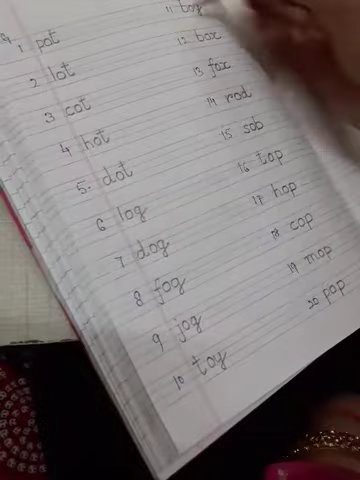 1 pot
2 lot
3 cot
4 hot
5. dot
6 log
7 dog
8 fog
9 jog
10 toy
11 toy
12 box
13 fox
14 rod
15 sob
16 top
17 hop
18 cop
19 mop
20 pop